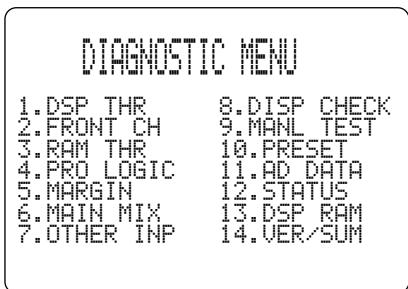 DIAGNOSTIC MENU
1.DSP THR
2.FRONT CH
3.RAM THR
4.PRO LOGIC
5.MARGIN
6.MAIN MIX
7.OTHER INP
8.DISP CHECK
9.MANL TEST
10.PRESET
11.AD DATA
12.STATUS
13.DSP RAM
14.VER/SUM